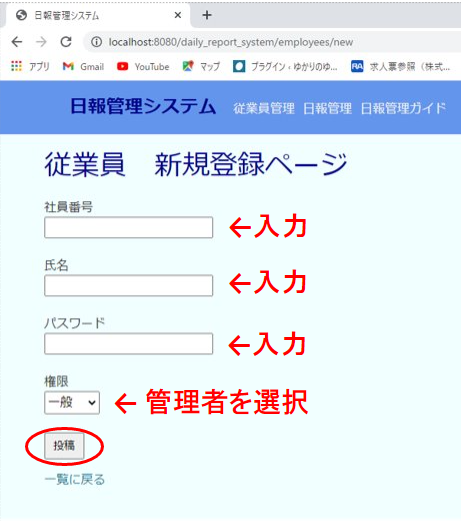 日報管理システム
localhost:8080/daily_report_system/employees/new
アプリ Gmail YouTube マップ プラグイン・ゆかりのゆ... RA 求人票参照（株式...
日報管理システム 従業員管理 日報管理 日報管理ガイド
従業員　新規登録ページ
社員番号
←入力
氏名
←入力
パスワード
←入力
権限
一般 ←管理者を選択
投稿
一覧に戻る